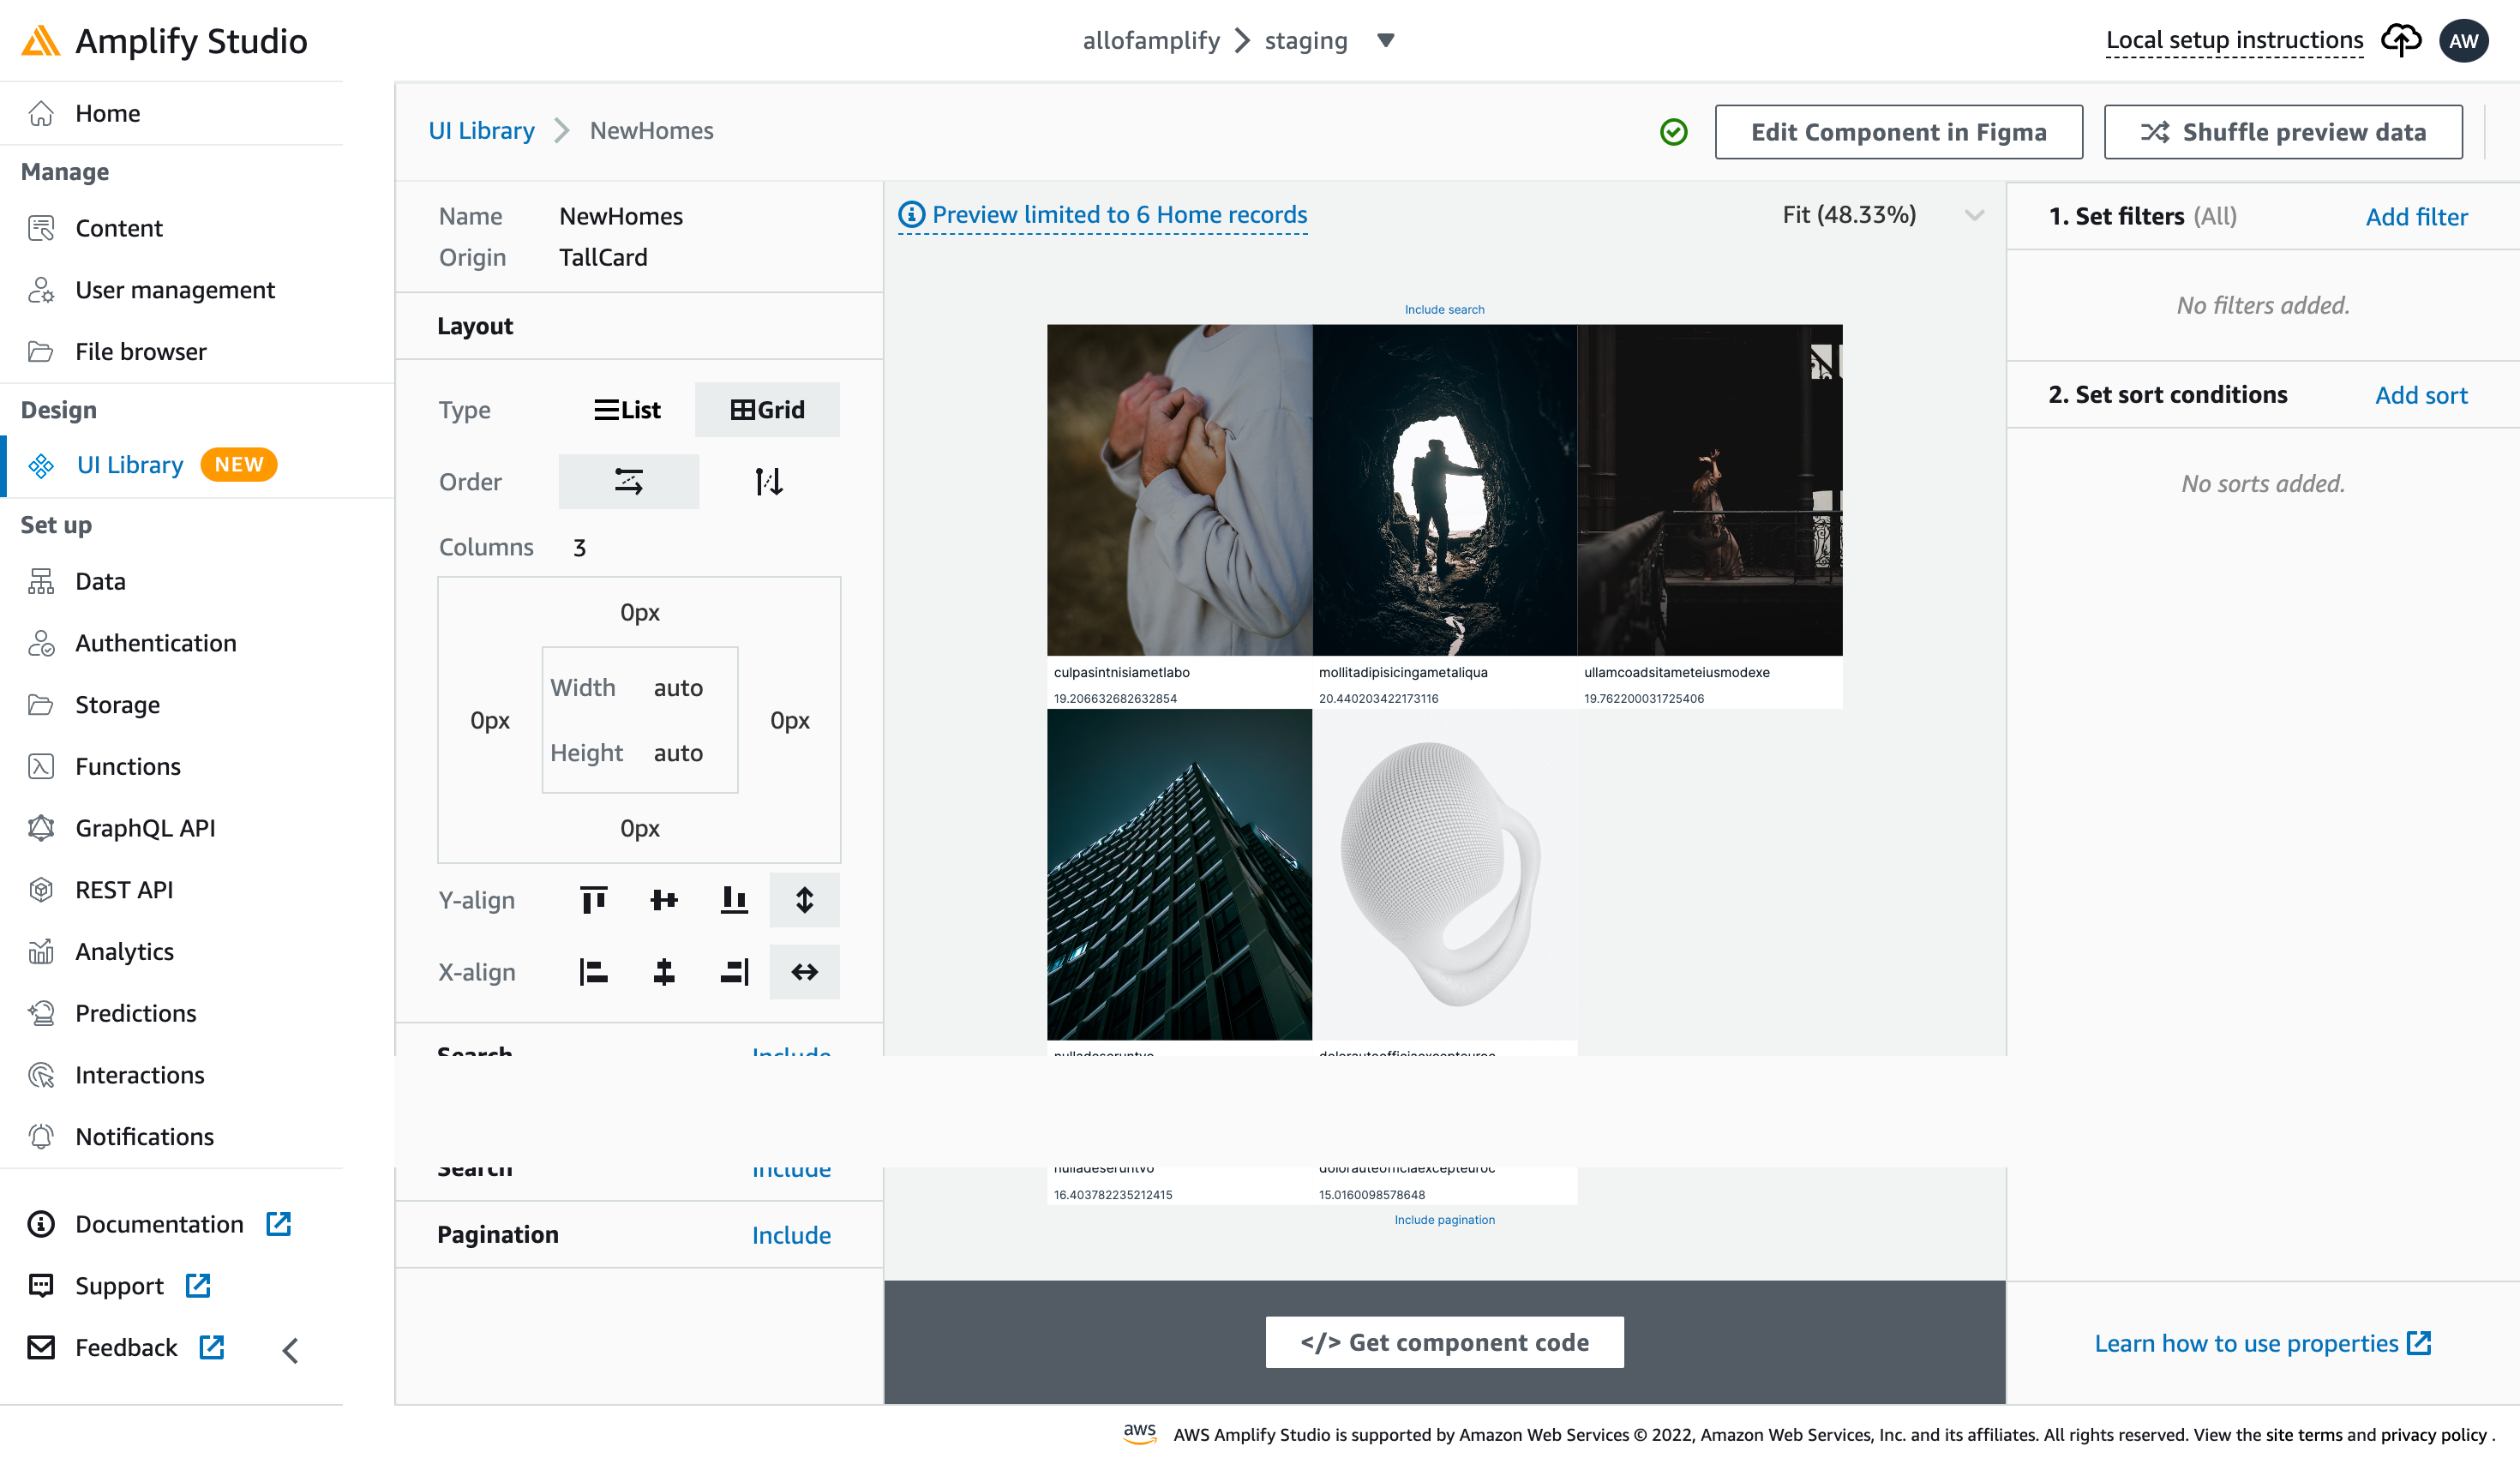 Amplify Studio
allofamplify > staging
Local setup instructions
AW
Home
Manage
Content
User management
File browser
Design
UI Library NEW
Set up
Data
Authentication
Storage
Functions
GraphQL API
REST API
Analytics
Predictions
Interactions
Notifications
Documentation
Support
Feedback
UI Library > NewHomes
Edit Component in Figma
Shuffle preview data
Name NewHomes
Origin TallCard
Layout
Type List Grid
Order
Columns 3
0px
Width auto
0px 0px
Height auto
0px
Y-align
X-align
Search Include
Search Include
Pagination Include
Preview limited to 6 Home records
Fit (48.33%)
Include search
culpasintnisiametlabo
19.206632682632854
mollitadipisicingametaliqua
20.440203422173116
ullamcoadsitameteiusmodexe
19.762200031725406
nulladeseruntvo
dolorauteofficiaexcepteuroc
nulladeseruntvo
16.403782235212415
dolorauteofficiaexcepteuroc
15.0160098578648
Include pagination
</> Get component code
1. Set filters (All) Add filter
No filters added.
2. Set sort conditions Add sort
No sorts added.
Learn how to use properties
aws AWS Amplify Studio is supported by Amazon Web Services © 2022, Amazon Web Services, Inc. and its affiliates. All rights reserved. View the site terms and privacy policy .